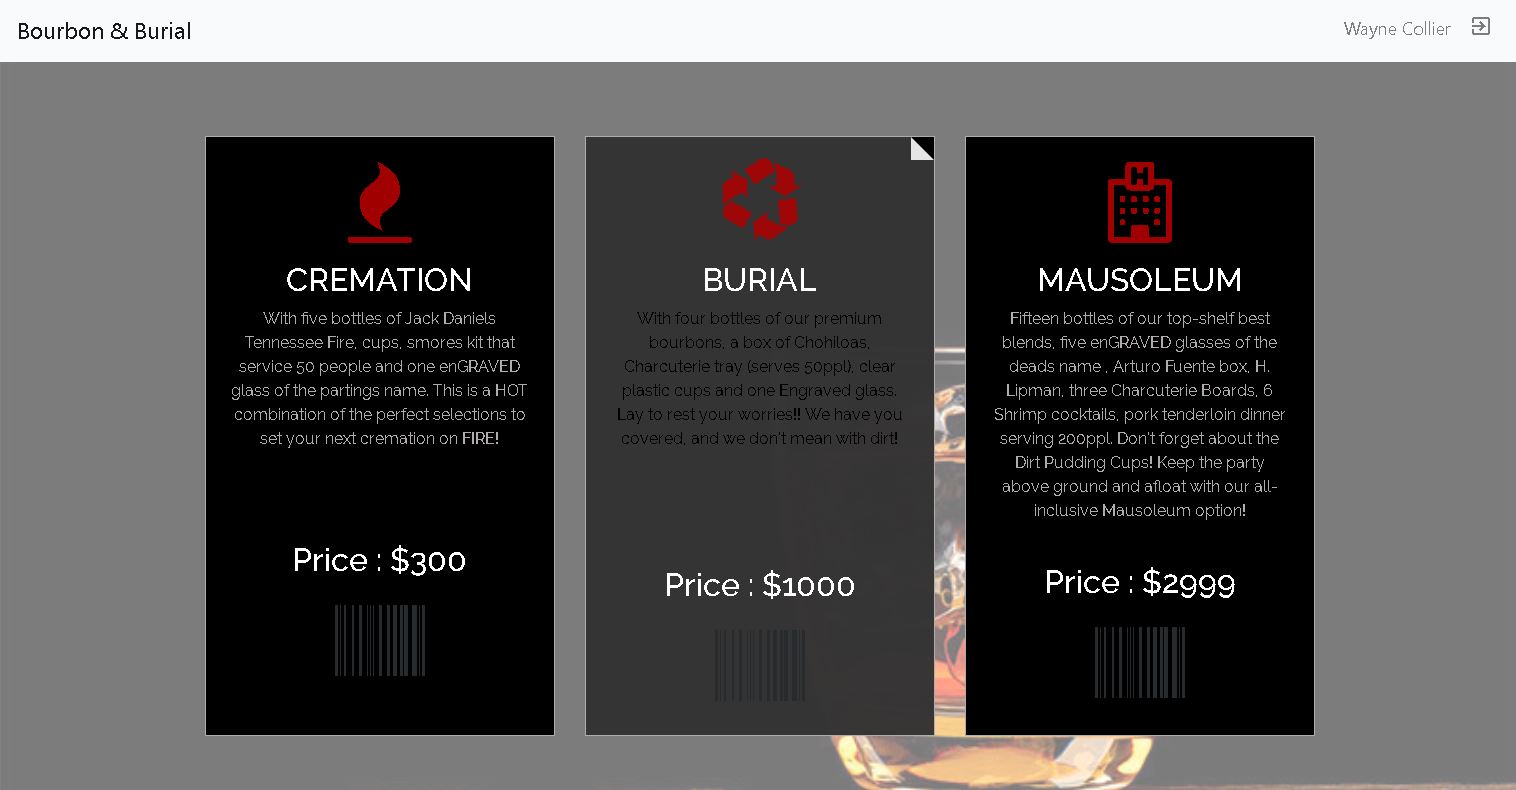 Bourbon & Burial
Wayne Collier
CREMATION
With five bottles of Jack Daniels
Tennessee Fire, cups, smores kit that
service 50 people and one enGRAVED
glass of the partings name. This is a HOT
combination of the perfect selections to
set your next cremation on FIRE!
Price : $300
BURIAL
With four bottles of our premium
bourbons, a box of Chohiloas,
Charcuterie tray (serves 50ppl), clear
plastic cups and one Engraved glass.
Lay to rest your worries!! We have you
covered, and we don't mean with dirt!
Price : $1000
H
MAUSOLEUM
Fifteen bottles of our top-shelf best
blends, five enGRAVED glasses of the
deads name , Arturo Fuente box, H.
Lipman, three Charcuterie Boards, 6
Shrimp cocktails, pork tenderloin dinner
serving 200ppl. Don't forget about the
Dirt Pudding Cups! Keep the party
above ground and afloat with our all-
inclusive Mausoleum option!
Price : $2999